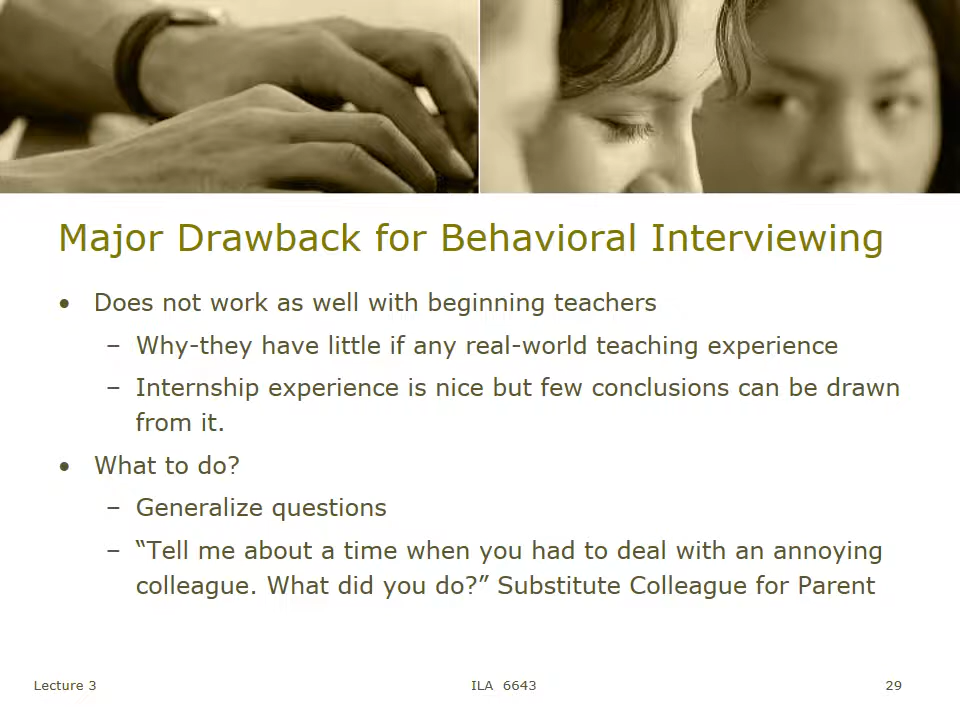 Major Drawback for Behavioral Interviewing
• Does not work as well with beginning teachers
– Why-they have little if any real-world teaching experience
– Internship experience is nice but few conclusions can be drawn
from it.
• What to do?
– Generalize questions
– “Tell me about a time when you had to deal with an annoying
colleague. What did you do?” Substitute Colleague for Parent
Lecture 3
ILA 6643
29